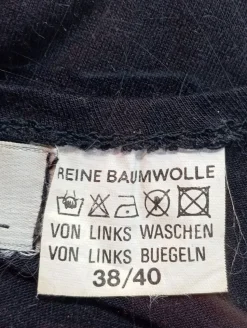 REINE BAUMWOLLE
VON LINKS WASCHEN
VON LINKS BUEGELN
38/40